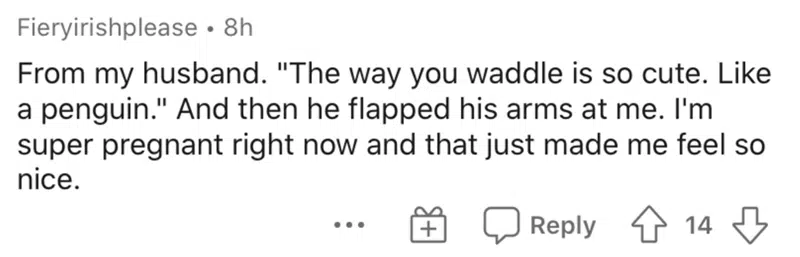 Fieryirishplease • 8h
From my husband. "The way you waddle is so cute. Like
a penguin." And then he flapped his arms at me. I'm
super pregnant right now and that just made me feel so
nice.
Reply 14